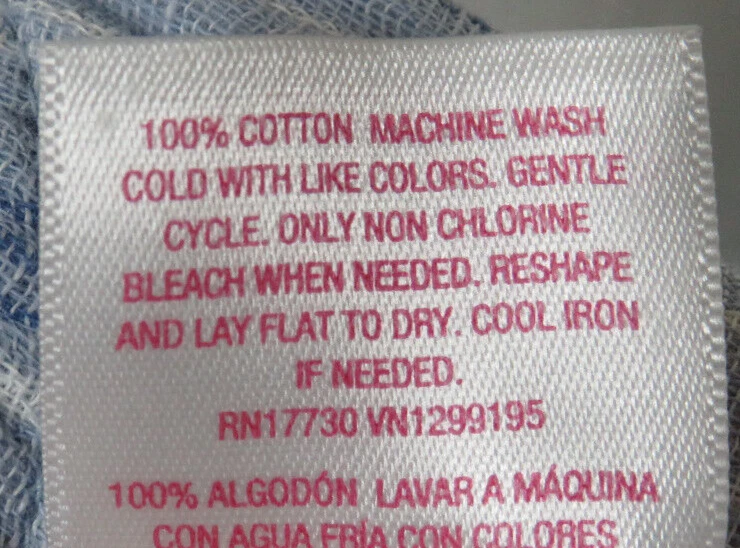 100% COTTON MACHINE WASH
COLD WITH LIKE COLORS. GENTLE
CYCLE. ONLY NON CHLORINE
BLEACH WHEN NEEDED. RESHAPE
AND LAY FLAT TO DRY. COOL IRON
IF NEEDED.
RN17730 VN1299195
100% ALGODÓN LAVAR A MÁQUINA
CON AGUA FRÍA CON COLORES